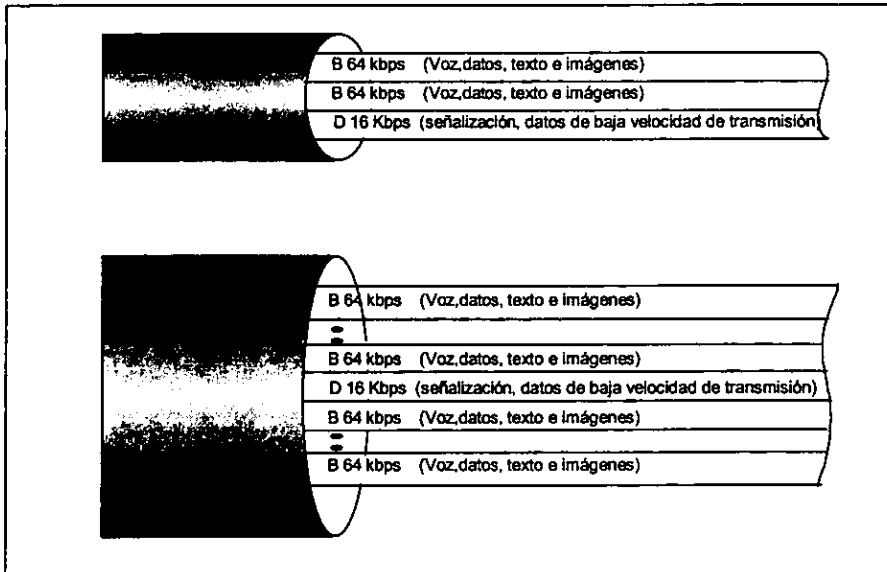 B 64 kbps (Voz,datos, texto e imágenes)
B 64 kbps (Voz,datos, texto e imágenes)
D 16 Kbps (señalización, datos de baja velocidad de transmisión)
B 64 kbps (Voz,datos, texto e imágenes)
B 64 kbps (Voz,datos, texto e imágenes)
D 16 Kbps (señalización, datos de baja velocidad de transmisión)
B 64 kbps (Voz,datos, texto e imágenes)
B 64 kbps (Voz,datos, texto e imágenes)